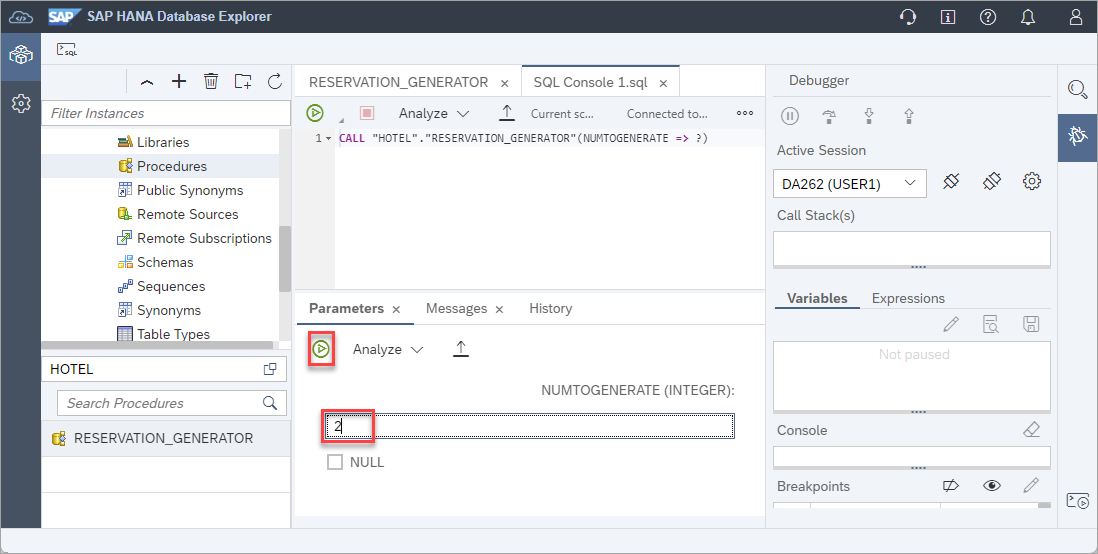 SAP SAP HANA Database Explorer
SQL
Filter Instances
Libraries
Procedures
Public Synonyms
Remote Sources
Remote Subscriptions
Schemas
Sequences
Synonyms
Table Types
HOTEL
Search Procedures
RESERVATION_GENERATOR
RESERVATION_GENERATOR × SQL Console 1.sql ×
Analyze Current sc... Connected to...
1 CALL "HOTEL"."RESERVATION_GENERATOR"(NUMTOGENERATE => ?)
Parameters × Messages × History
Analyze
NUMTOGENERATE (INTEGER):
2
NULL
Debugger
Active Session
DA262 (USER1)
Call Stack(s)
Variables Expressions
Not paused
Console
Breakpoints